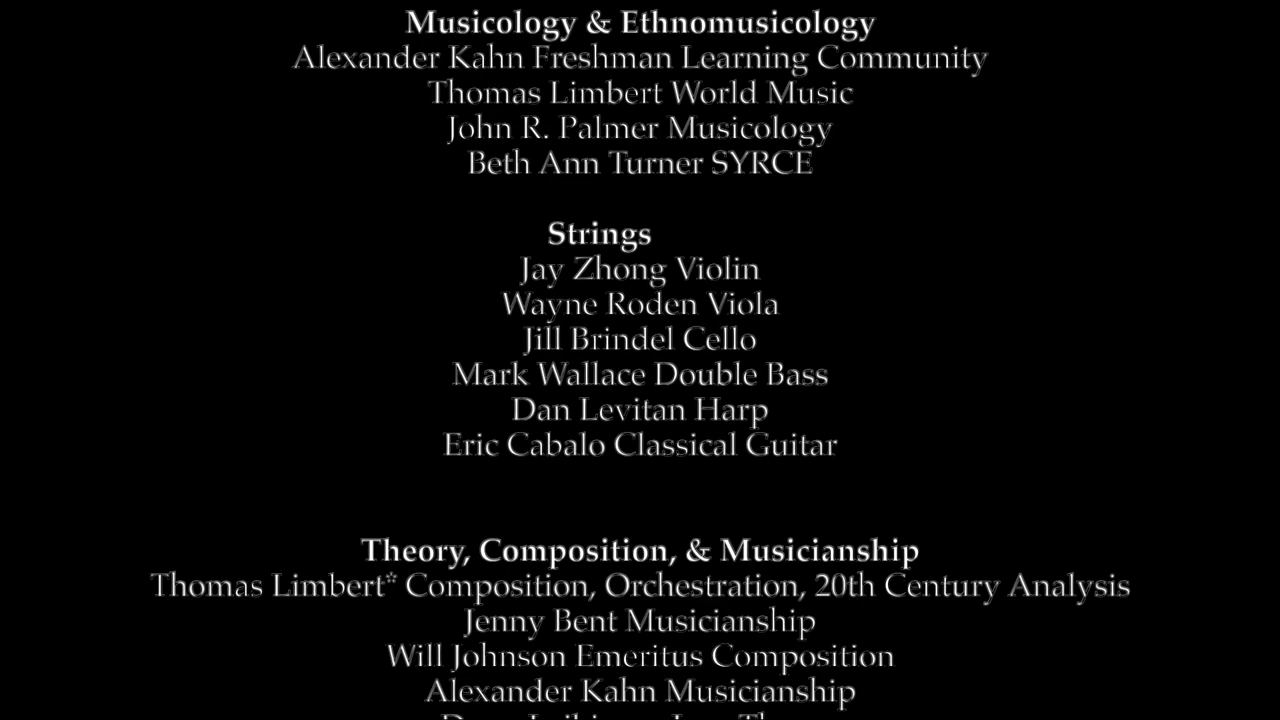 Musicology & Ethnomusicology
Alexander Kahn Freshman Learning Community
Thomas Limbert World Music
John R. Palmer Musicology
Beth Ann Turner SYRCE
Strings
Jay Zhong Violin
Wayne Roden Viola
Jill Brindel Cello
Mark Wallace Double Bass
Dan Levitan Harp
Eric Cabalo Classical Guitar
Theory, Composition, & Musicianship
Thomas Limbert* Composition, Orchestration, 20th Century Analysis
Jenny Bent Musicianship
Will Johnson Emeritus Composition
Alexander Kahn Musicianship